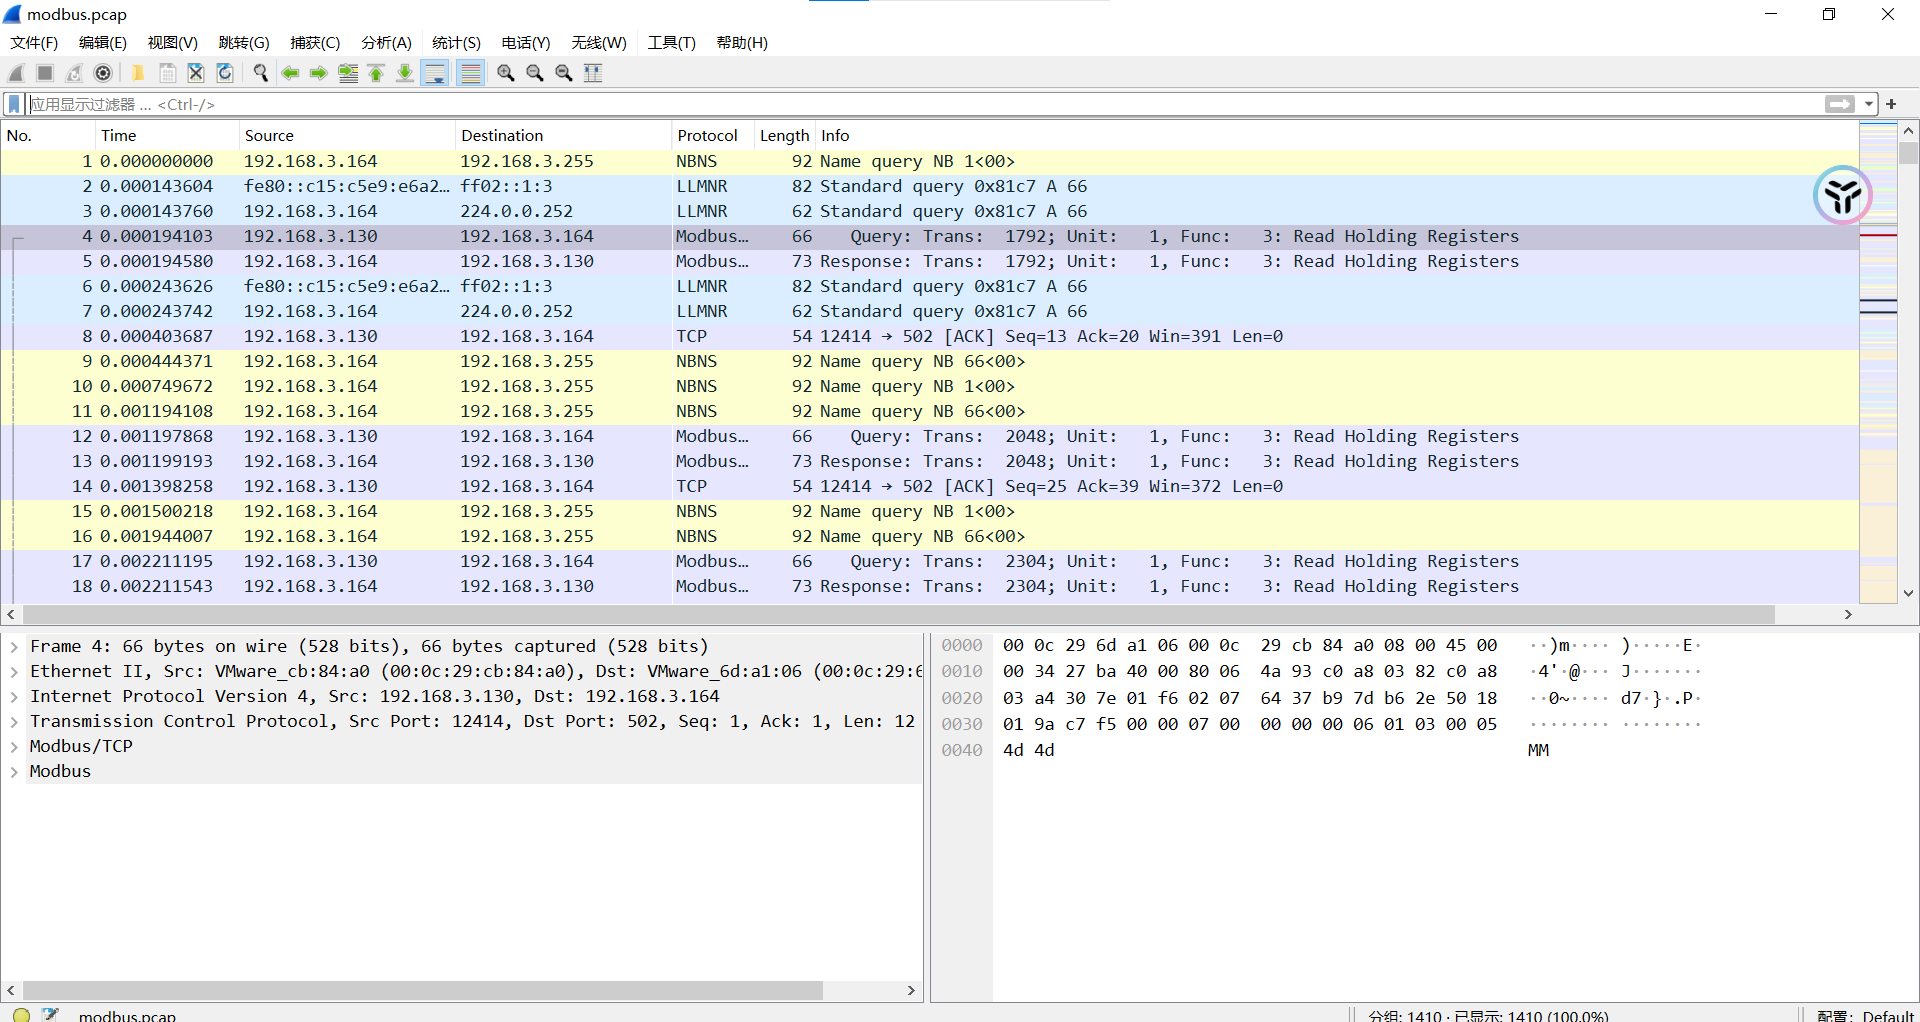 modbus.pcap
文件(F) 编辑(E) 视图(V) 跳转(G) 捕获(C) 分析(A) 统计(S) 电话(Y) 无线(W) 工具(T) 帮助(H)
应用显示过滤器 … <Ctrl-/>
No. Time Source Destination Protocol Length Info
1 0.000000000 192.168.3.164 192.168.3.255 NBNS 92 Name query NB 1<00>
2 0.000143604 fe80::c15:c5e9:e6a2… ff02::1:3 LLMNR 82 Standard query 0x81c7 A 66
3 0.000143760 192.168.3.164 224.0.0.252 LLMNR 62 Standard query 0x81c7 A 66
4 0.000194103 192.168.3.130 192.168.3.164 Modbus… 66 Query: Trans: 1792; Unit: 1, Func: 3: Read Holding Registers
5 0.000194580 192.168.3.164 192.168.3.130 Modbus… 73 Response: Trans: 1792; Unit: 1, Func: 3: Read Holding Registers
6 0.000243626 fe80::c15:c5e9:e6a2… ff02::1:3 LLMNR 82 Standard query 0x81c7 A 66
7 0.000243742 192.168.3.164 224.0.0.252 LLMNR 62 Standard query 0x81c7 A 66
8 0.000403687 192.168.3.130 192.168.3.164 TCP 54 12414 → 502 [ACK] Seq=13 Ack=20 Win=391 Len=0
9 0.000444371 192.168.3.164 192.168.3.255 NBNS 92 Name query NB 66<00>
10 0.000749672 192.168.3.164 192.168.3.255 NBNS 92 Name query NB 1<00>
11 0.001194108 192.168.3.164 192.168.3.255 NBNS 92 Name query NB 66<00>
12 0.001197868 192.168.3.130 192.168.3.164 Modbus… 66 Query: Trans: 2048; Unit: 1, Func: 3: Read Holding Registers
13 0.001199193 192.168.3.164 192.168.3.130 Modbus… 73 Response: Trans: 2048; Unit: 1, Func: 3: Read Holding Registers
14 0.001398258 192.168.3.130 192.168.3.164 TCP 54 12414 → 502 [ACK] Seq=25 Ack=39 Win=372 Len=0
15 0.001500218 192.168.3.164 192.168.3.255 NBNS 92 Name query NB 1<00>
16 0.001944007 192.168.3.164 192.168.3.255 NBNS 92 Name query NB 66<00>
17 0.002211195 192.168.3.130 192.168.3.164 Modbus… 66 Query: Trans: 2304; Unit: 1, Func: 3: Read Holding Registers
18 0.002211543 192.168.3.164 192.168.3.130 Modbus… 73 Response: Trans: 2304; Unit: 1, Func: 3: Read Holding Registers
Frame 4: 66 bytes on wire (528 bits), 66 bytes captured (528 bits)
Ethernet II, Src: VMware_cb:84:a0 (00:0c:29:cb:84:a0), Dst: VMware_6d:a1:06 (00:0c:29:6
Internet Protocol Version 4, Src: 192.168.3.130, Dst: 192.168.3.164
Transmission Control Protocol, Src Port: 12414, Dst Port: 502, Seq: 1, Ack: 1, Len: 12
Modbus/TCP
Modbus
0000 00 0c 29 6d a1 06 00 0c 29 cb 84 a0 08 00 45 00 ··)m···· )·····E·
0010 00 34 27 ba 40 00 80 06 4a 93 c0 a8 03 82 c0 a8 ·4'·@··· J·······
0020 03 a4 30 7e 01 f6 02 07 64 37 b9 7d b6 2e 50 18 ··0~···· d7·}·.P·
0030 01 9a c7 f5 00 00 07 00 00 00 00 06 01 03 00 05 ········ ········
0040 4d 4d MM
modbus.pcap 分组: 1410 · 已显示: 1410 (100.0%) 配置: Default